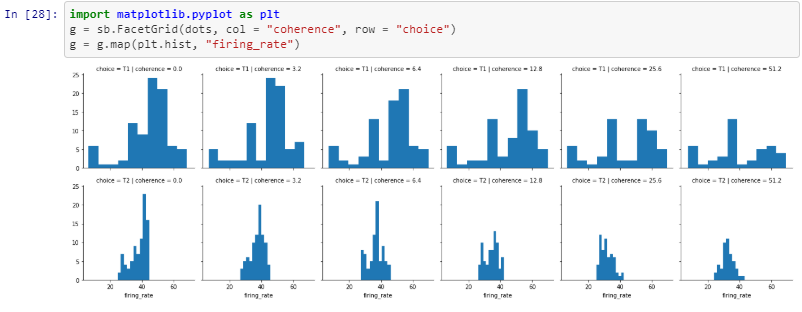 In [28]: import matplotlib.pyplot as plt
g = sb.FacetGrid(dots, col = "coherence", row = "choice")
g = g.map(plt.hist, "firing_rate")
choice = T1 | coherence = 0.0 choice = T1 | coherence = 3.2 choice = T1 | coherence = 6.4 choice = T1 | coherence = 12.8 choice = T1 | coherence = 25.6 choice = T1 | coherence = 51.2
25
20
15
10
5
0
choice = T2 | coherence = 0.0 choice = T2 | coherence = 3.2 choice = T2 | coherence = 6.4 choice = T2 | coherence = 12.8 choice = T2 | coherence = 25.6 choice = T2 | coherence = 51.2
25
20
15
10
5
0
20 40 60 20 40 60 20 40 60 20 40 60 20 40 60 20 40 60
firing_rate firing_rate firing_rate firing_rate firing_rate firing_rate